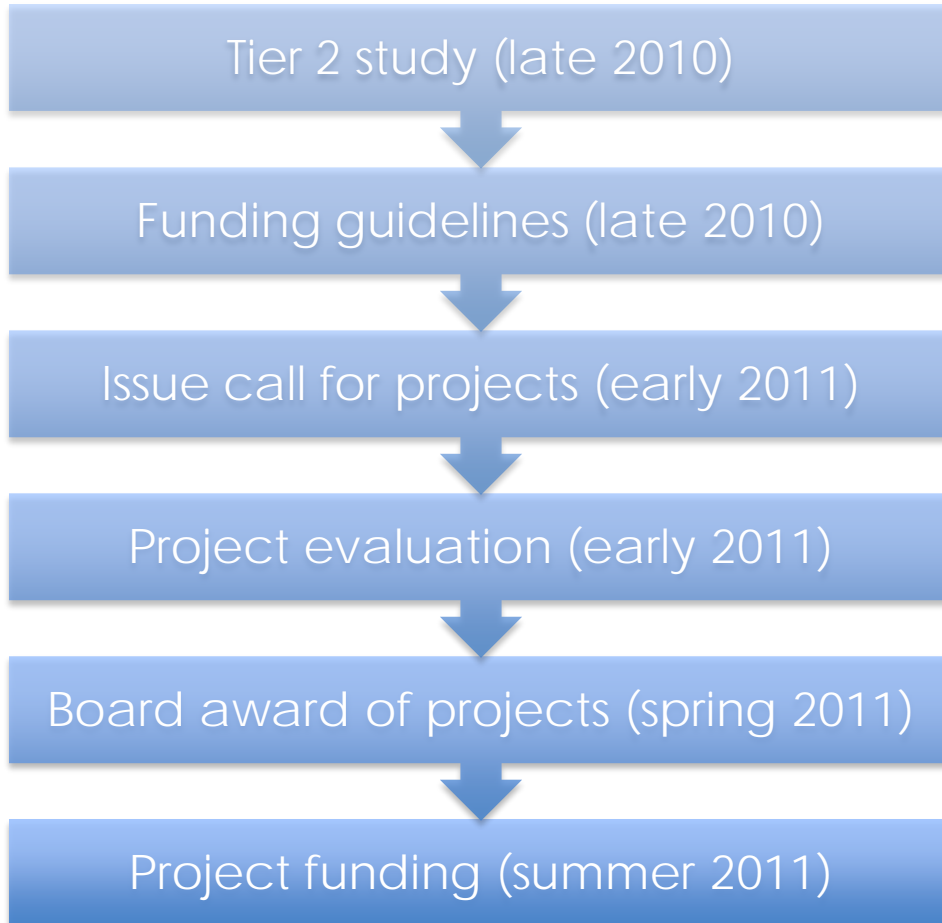 Tier 2 study (late 2010)
Funding guidelines (late 2010)
Issue call for projects (early 2011)
Project evaluation (early 2011)
Board award of projects (spring 2011)
Project funding (summer 2011)